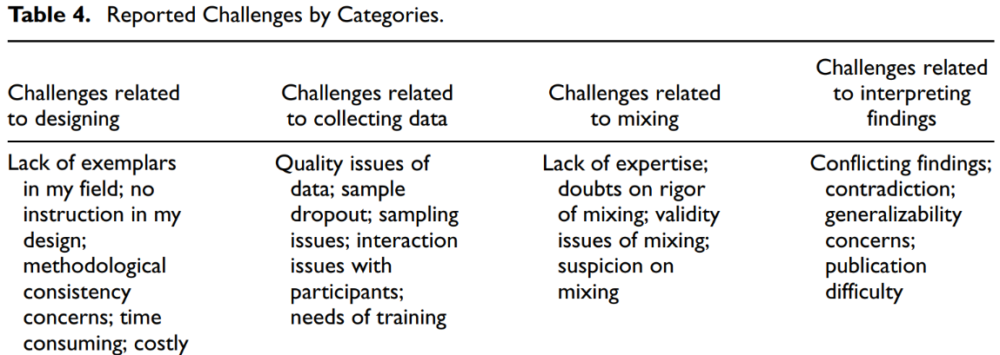 Table 4. Reported Challenges by Categories.
Challenges related
to designing
Challenges related
to collecting data
Challenges related
to mixing
Challenges related
to interpreting
findings
Lack of exemplars
in my field; no
instruction in my
design;
methodological
consistency
concerns; time
consuming; costly
Quality issues of
data; sample
dropout; sampling
issues; interaction
issues with
participants;
needs of training
Lack of expertise;
doubts on rigor
of mixing; validity
issues of mixing;
suspicion on
mixing
Conflicting findings;
contradiction;
generalizability
concerns;
publication
difficulty